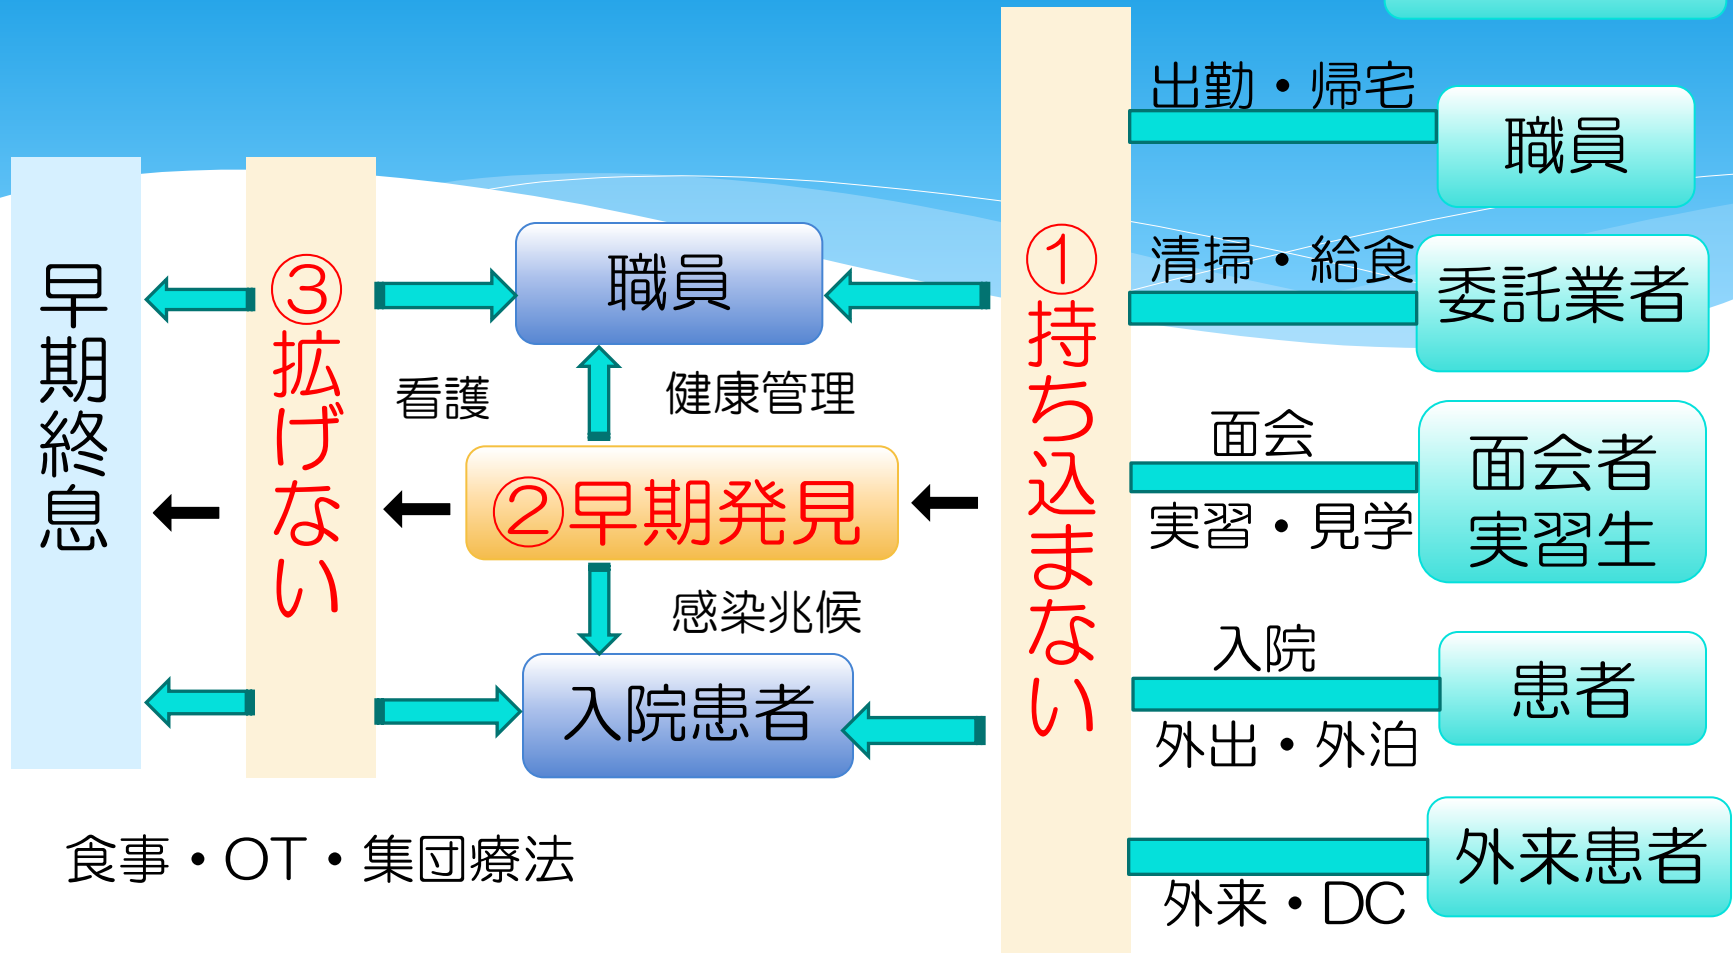 出勤・帰宅
職員
清掃・給食
委託業者
面会
面会者
実習生
実習・見学
入院
患者
外出・外泊
外来患者
外来・DC
①持ち込まない
職員
健康管理
看護
②早期発見
感染兆候
入院患者
③拡げない
早期終息
食事・OT・集団療法